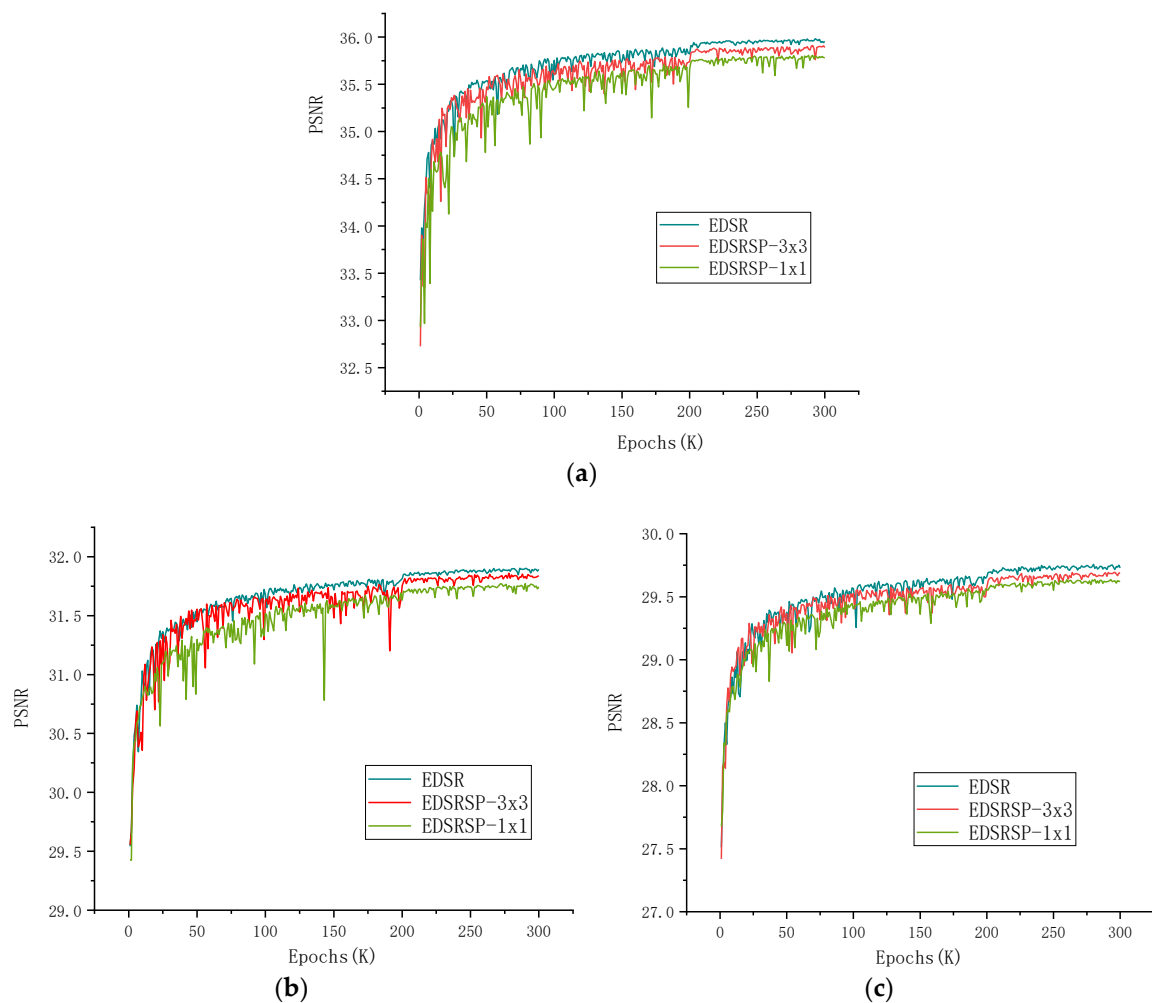 PSNR
36.0
35.5
35.0
34.5
34.0
33.5
33.0
32.5
EDSR
EDSRSP-3x3
EDSRSP-1x1
0 50 100 150 200 250 300
Epochs(K)
(a)
PSNR
32.0
31.5
31.0
30.5
30.0
29.5
29.0
EDSR
EDSRSP-3x3
EDSRSP-1x1
0 50 100 150 200 250 300
Epochs(K)
(b)
PSNR
30.0
29.5
29.0
28.5
28.0
27.5
27.0
EDSR
EDSRSP-3x3
EDSRSP-1x1
0 50 100 150 200 250 300
Epochs(K)
(c)